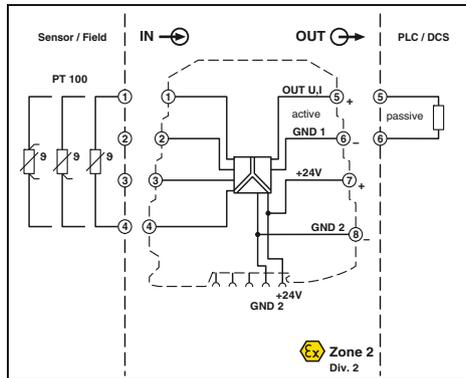 Sensor / Field
IN
OUT
PLC / DCS
PT 100
1
1
OUT U,I
5
+
5
active
passive
2
2
GND 1
6
–
6
ϑ
ϑ
ϑ
3
3
+24V
7
+
4
4
GND 2
8
–
+24V
GND 2
Ex
Zone 2
Div. 2